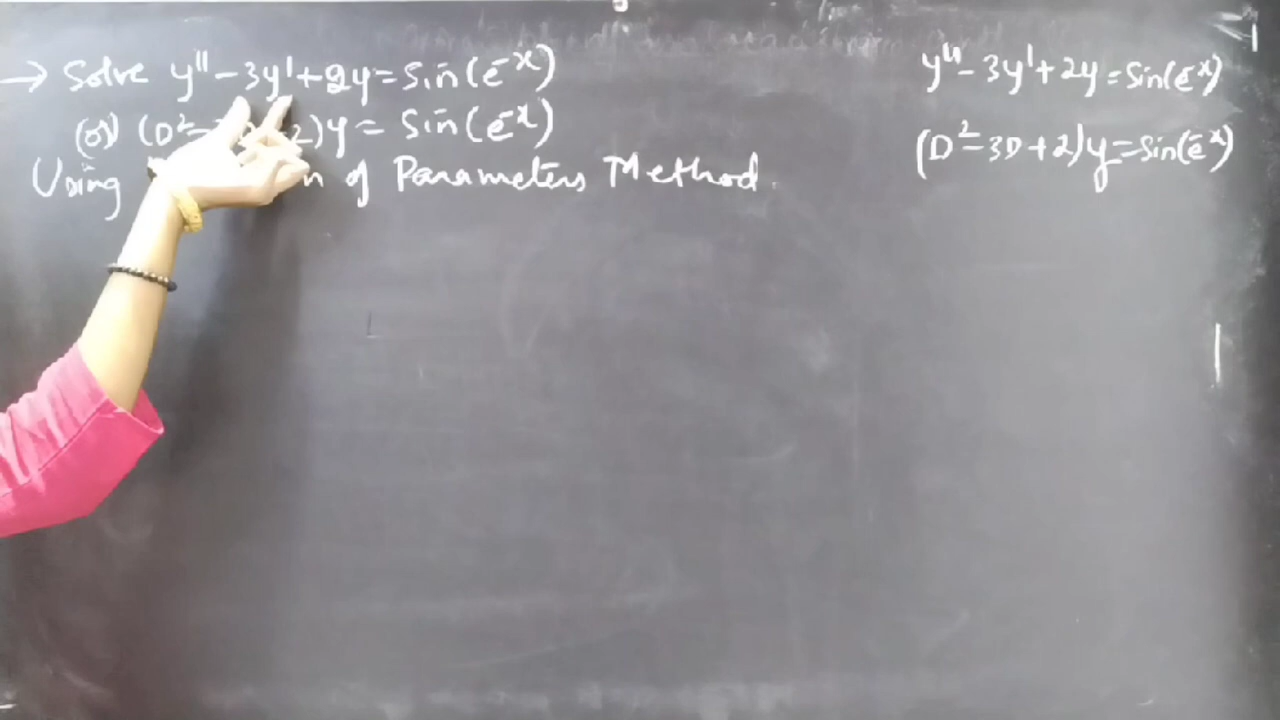 → Solve y'' - 3y' + 2y = Sin(e^-x)
(or) (D² - 2)y = Sin(e^-x)
Using of Parameters Method.
y'' - 3y' + 2y = Sin(e^-x)
(D² - 3D + 2)y = Sin(e^-x)